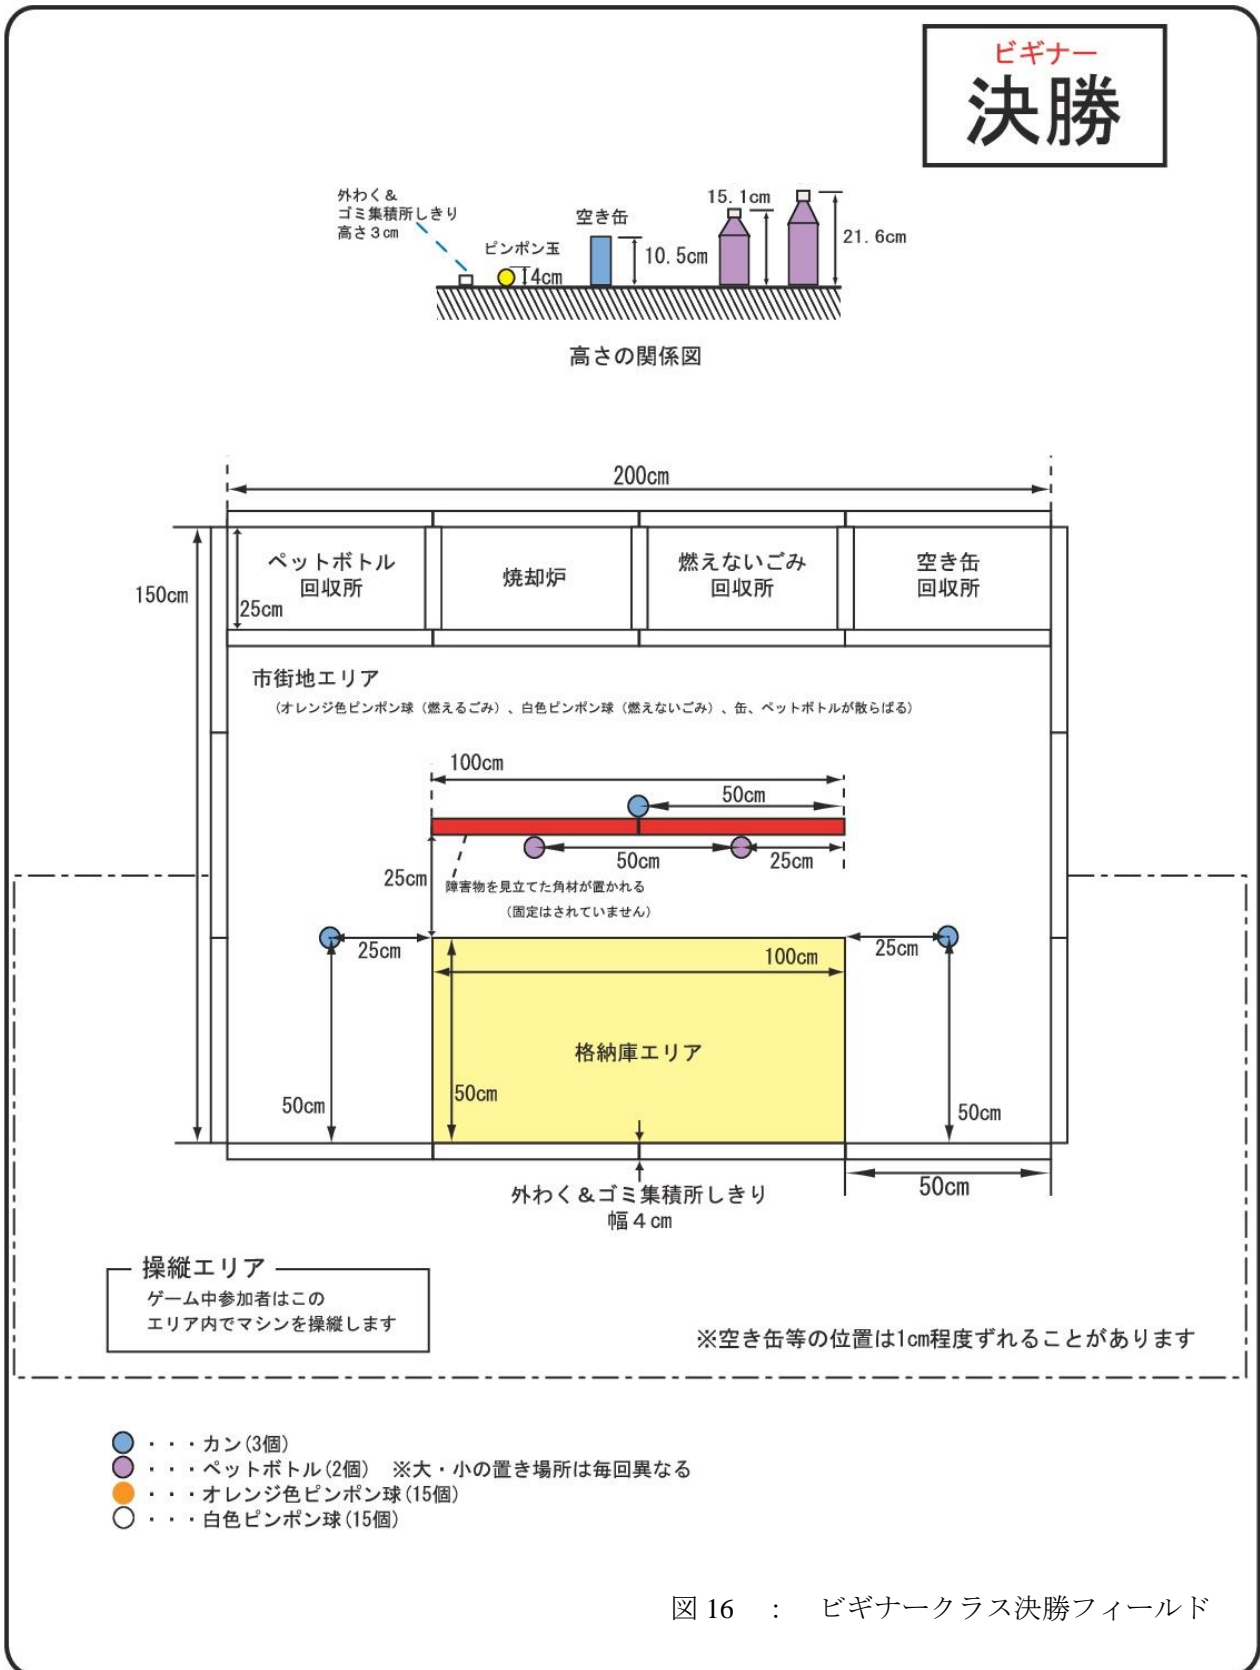 ビギナー
決勝
外わく＆
ゴミ集積所しきり
高さ３㎝
ピンポン玉
4cm
空き缶
10.5cm
15.1cm
21.6cm
高さの関係図
200cm
150cm
25cm
ペットボトル
回収所
焼却炉
燃えないごみ
回収所
空き缶
回収所
市街地エリア
（オレンジ色ピンポン球（燃えるごみ）、白色ピンポン球（燃えないごみ）、缶、ペットボトルが散らばる）
100cm
50cm
50cm
25cm
25cm
障害物を見立てた角材が置かれる
（固定はされていません）
25cm
25cm
100cm
格納庫エリア
50cm
50cm
50cm
50cm
外わく＆ゴミ集積所しきり
幅４㎝
操縦エリア
ゲーム中参加者はこの
エリア内でマシンを操縦します
※空き缶等の位置は1cm程度ずれることがあります
・・・カン(3個)
・・・ペットボトル(2個)　※大・小の置き場所は毎回異なる
・・・オレンジ色ピンポン球(15個)
・・・白色ピンポン球(15個)
図 16　：　ビギナークラス決勝フィールド